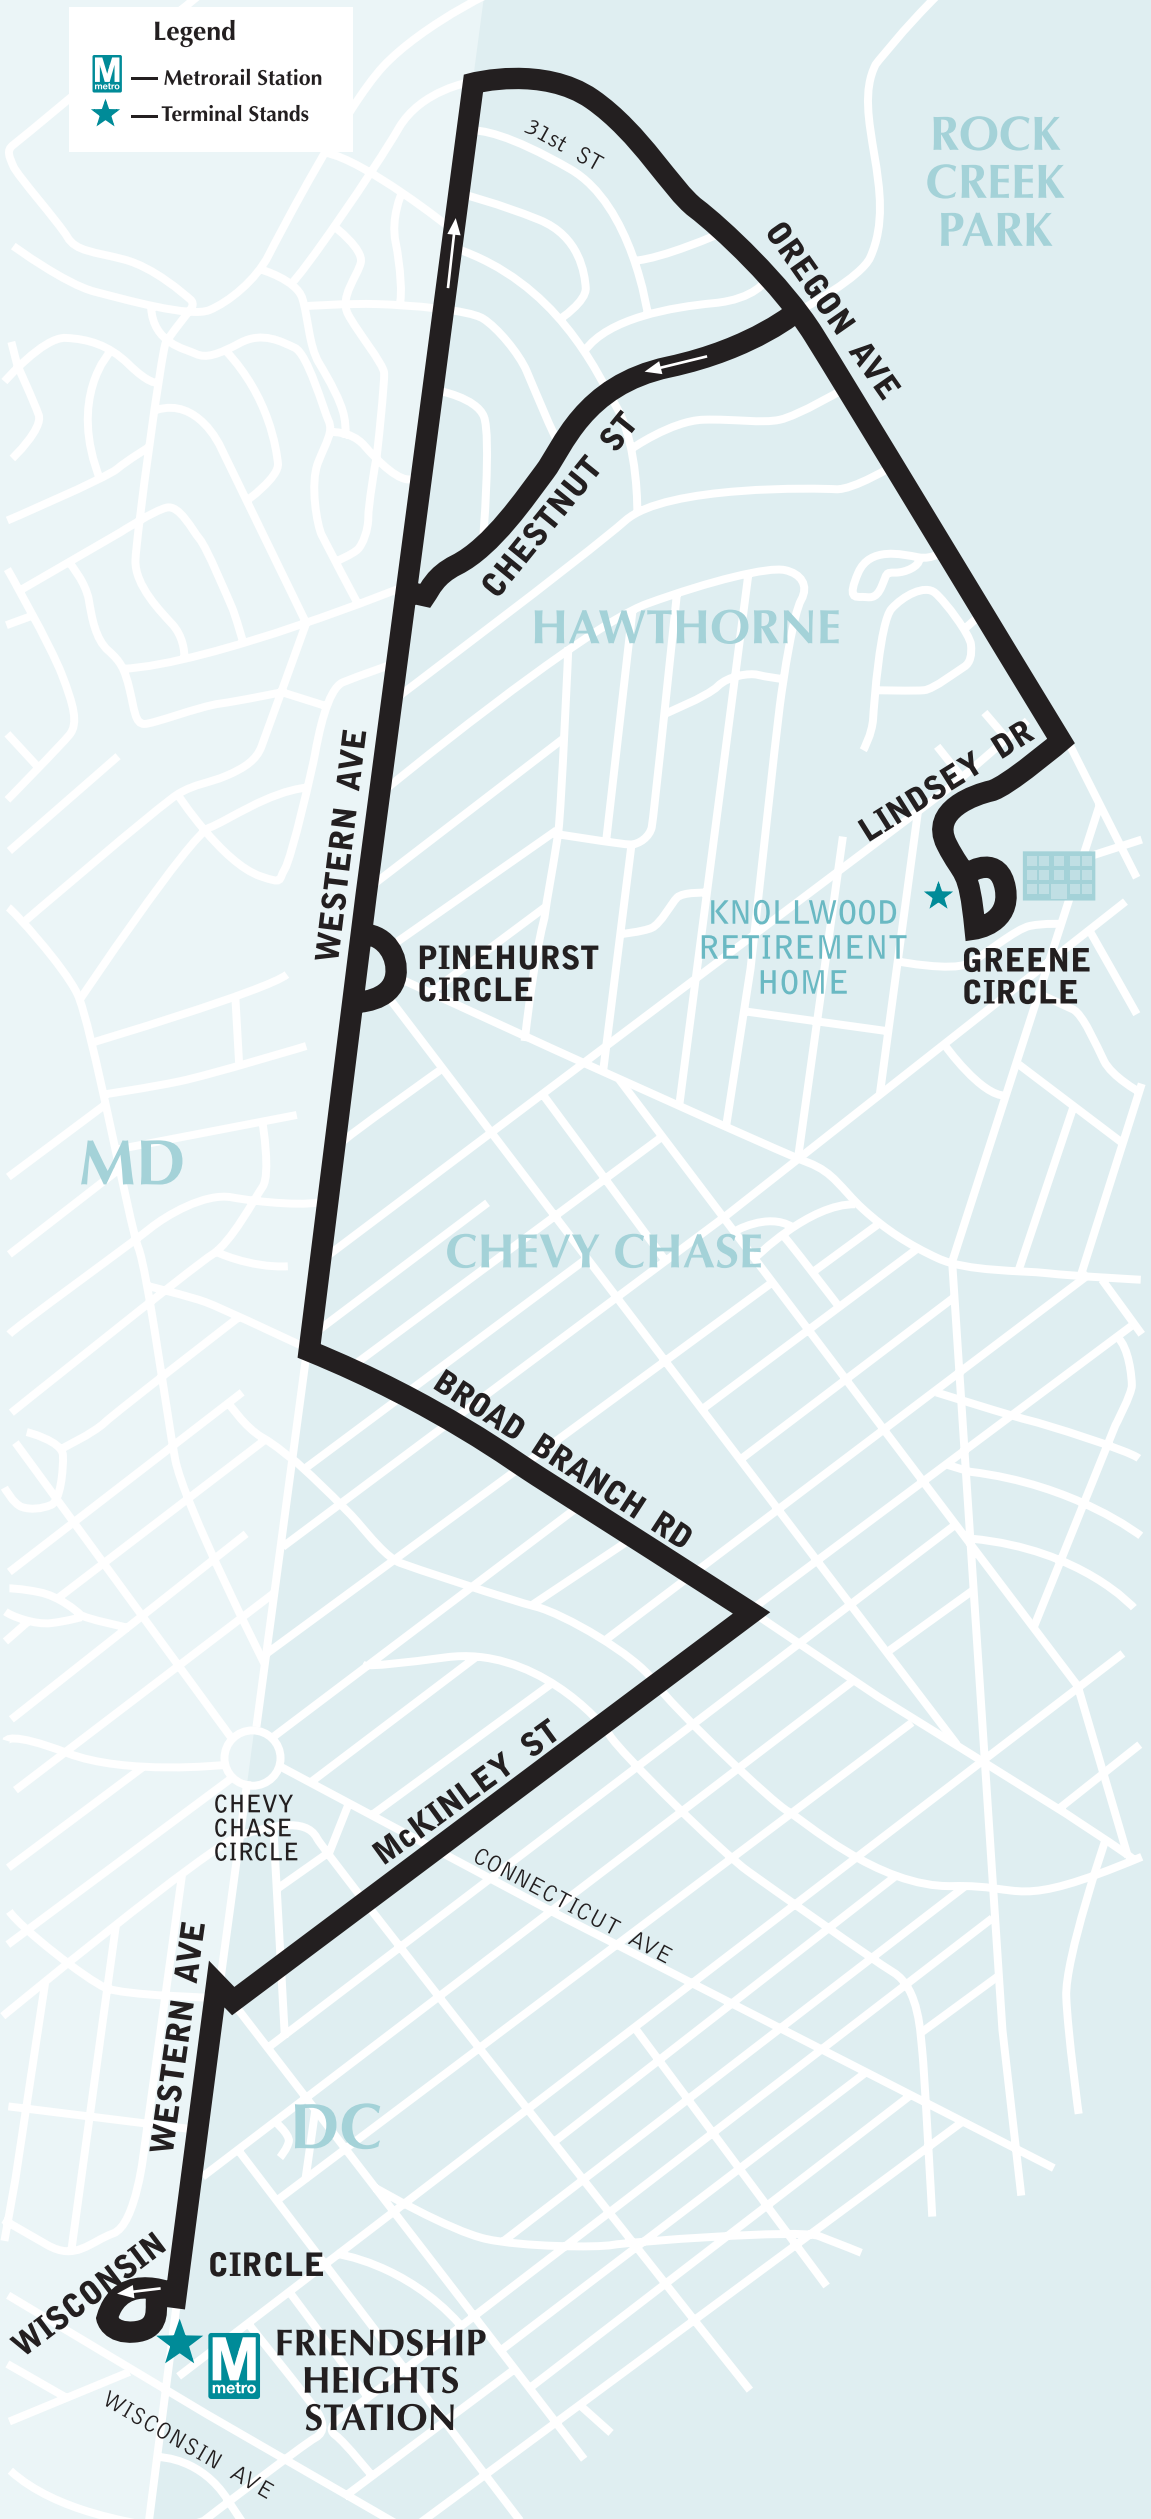 Legend
M
metro
— Metrorail Station
— Terminal Stands
31st ST
ROCK
CREEK
PARK
OREGON AVE
CHESTNUT ST
HAWTHORNE
LINDSEY DR
WESTERN AVE
PINEHURST
CIRCLE
KNOLLWOOD
RETIREMENT
HOME
GREENE
CIRCLE
MD
CHEVY CHASE
BROAD BRANCH RD
McKINLEY ST
CHEVY
CHASE
CIRCLE
CONNECTICUT AVE
WESTERN AVE
DC
WISCONSIN
CIRCLE
M
metro
FRIENDSHIP
HEIGHTS
STATION
WISCONSIN AVE